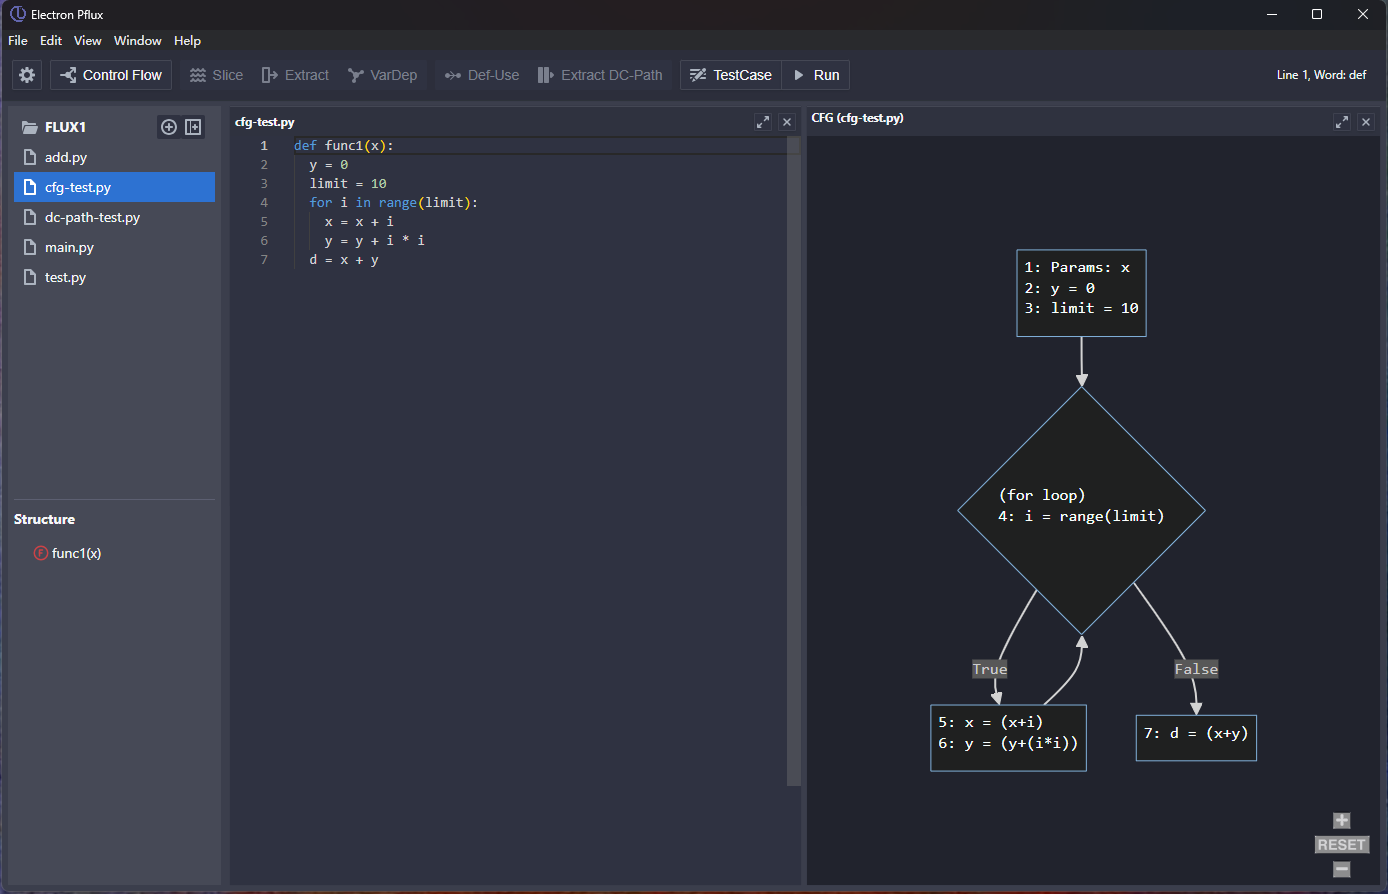 Electron Pflux
File Edit View Window Help
Control Flow Slice Extract VarDep Def-Use Extract DC-Path TestCase Run Line 1, Word: def
FLUX1
add.py
cfg-test.py
dc-path-test.py
main.py
test.py
Structure
F func1(x)
cfg-test.py
1 def func1(x):
2 y = 0
3 limit = 10
4 for i in range(limit):
5 x = x + i
6 y = y + i * i
7 d = x + y
CFG (cfg-test.py)
1: Params: x
2: y = 0
3: limit = 10
(for loop)
4: i = range(limit)
True
False
5: x = (x+i)
6: y = (y+(i*i))
7: d = (x+y)
RESET